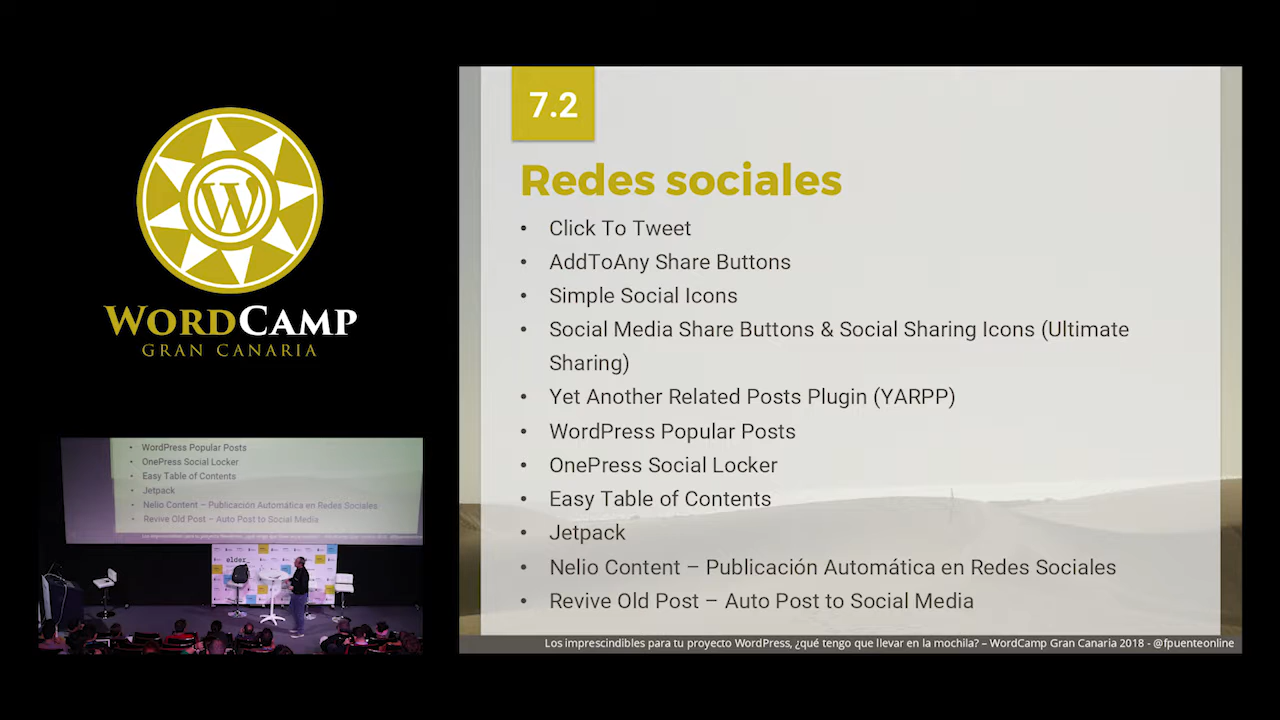 WORDCAMP
GRAN CANARIA
WordPress Popular Posts
OnePress Social Locker
Easy Table of Contents
Jetpack
Nelio Content – Publicación Automática en Redes Sociales
Revive Old Post – Auto Post to Social Media
elder
7.2
Redes sociales
• Click To Tweet
• AddToAny Share Buttons
• Simple Social Icons
• Social Media Share Buttons & Social Sharing Icons (Ultimate
Sharing)
• Yet Another Related Posts Plugin (YARPP)
• WordPress Popular Posts
• OnePress Social Locker
• Easy Table of Contents
• Jetpack
• Nelio Content – Publicación Automática en Redes Sociales
• Revive Old Post – Auto Post to Social Media
Los imprescindibles para tu proyecto WordPress, ¿qué tengo que llevar en la mochila? – WordCamp Gran Canaria 2018 - @fpuenteonline